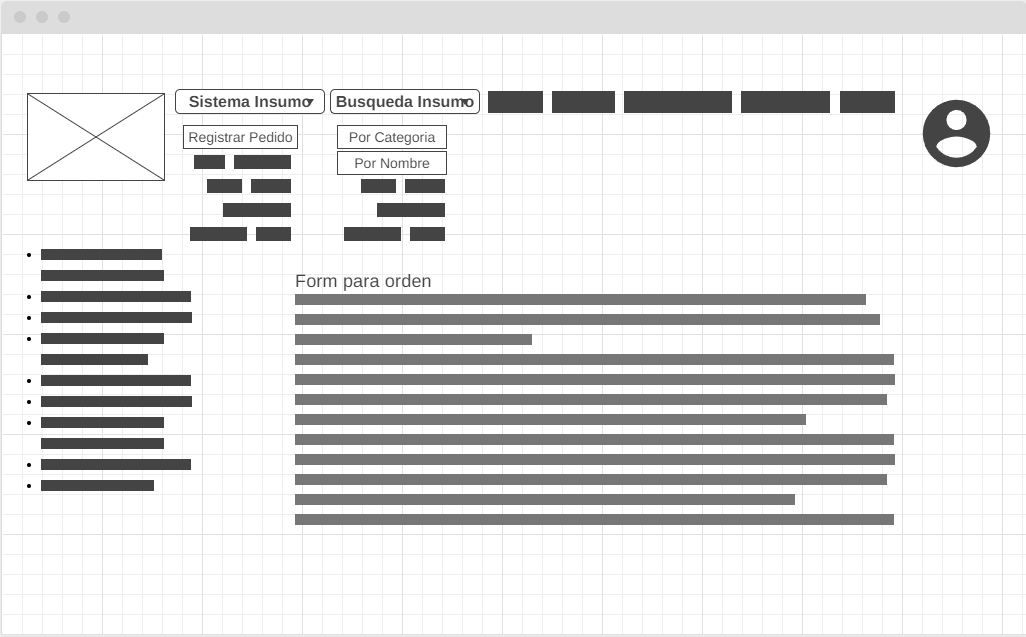 Sistema Insumo
Busqueda Insumo
Registrar Pedido
Por Categoria
Por Nombre
Form para orden